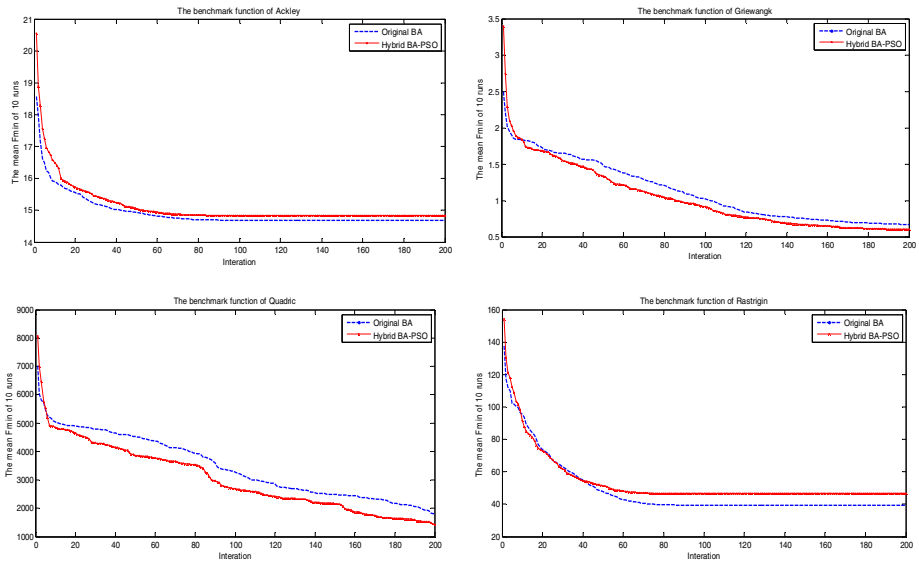 The benchmark function of Ackley
21
20
19
18
17
16
15
14
The mean Fmin of 10 runs
Original BA
Hybrid BA-PSO
0 20 40 60 80 100 120 140 160 180 200
Interation
The benchmark function of Griewangk
3.5
3
2.5
2
1.5
1
0.5
The mean Fmin of 10 runs
Original BA
Hybrid BA-PSO
0 20 40 60 80 100 120 140 160 180 200
Interation
The benchmark function of Quadric
9000
8000
7000
6000
5000
4000
3000
2000
1000
The mean Fmin of 10 runs
Original BA
Hybrid BA-PSO
0 20 40 60 80 100 120 140 160 180 200
Interation
The benchmark function of Rastrigin
160
140
120
100
80
60
40
20
The mean Fmin of 10 runs
Original BA
Hybrid BA-PSO
0 20 40 60 80 100 120 140 160 180 200
Interation